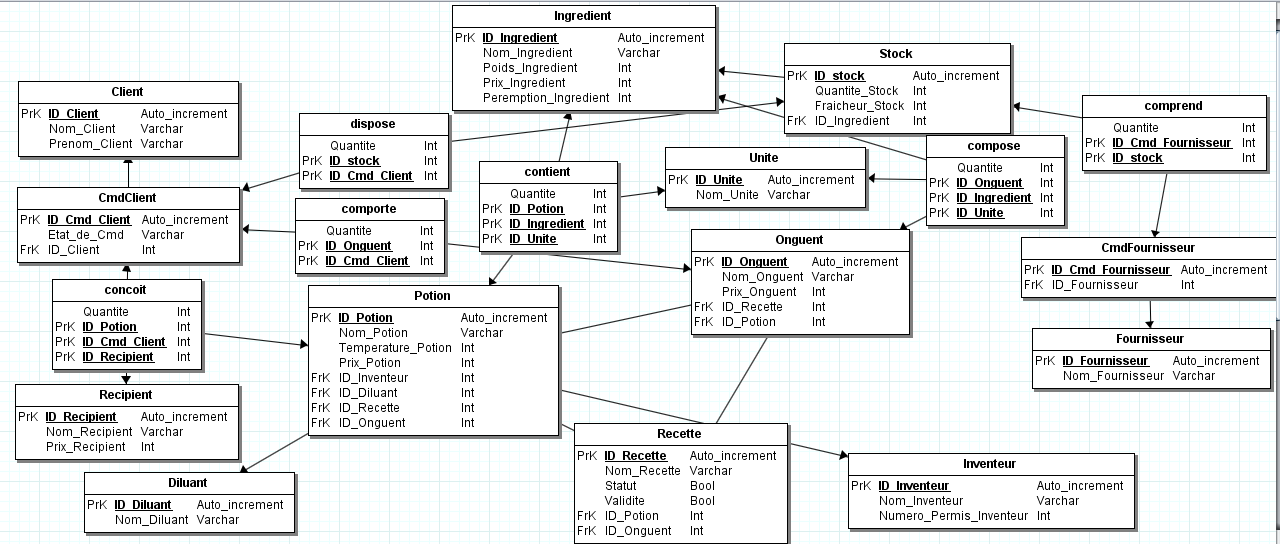 Ingredient
PrK ID_Ingredient Auto_increment
Nom_Ingredient Varchar
Poids_Ingredient Int
Prix_Ingredient Int
Peremption_Ingredient Int
Stock
PrK ID_stock Auto_increment
Quantite_Stock Int
Fraicheur_Stock Int
FrK ID_Ingredient Int
Client
PrK ID_Client Auto_increment
Nom_Client Varchar
Prenom_Client Varchar
comprend
Quantite Int
PrK ID_Cmd_Fournisseur Int
PrK ID_stock Int
dispose
Quantite Int
PrK ID_stock Int
PrK ID_Cmd_Client Int
compose
Quantite Int
PrK ID_Onguent Int
PrK ID_Ingredient Int
PrK ID_Unite Int
Unite
PrK ID_Unite Auto_increment
Nom_Unite Varchar
contient
Quantite Int
PrK ID_Potion Int
PrK ID_Ingredient Int
PrK ID_Unite Int
CmdClient
PrK ID_Cmd_Client Auto_increment
Etat_de_Cmd Varchar
FrK ID_Client Int
comporte
Quantite Int
PrK ID_Onguent Int
PrK ID_Cmd_Client Int
Onguent
PrK ID_Onguent Auto_increment
Nom_Onguent Varchar
Prix_Onguent Int
FrK ID_Recette Int
FrK ID_Potion Int
CmdFournisseur
PrK ID_Cmd_Fournisseur Auto_increment
FrK ID_Fournisseur Int
concoit
Quantite Int
PrK ID_Potion Int
PrK ID_Cmd_Client Int
PrK ID_Recipient Int
Potion
PrK ID_Potion Auto_increment
Nom_Potion Varchar
Temperature_Potion Int
Prix_Potion Int
FrK ID_Inventeur Int
FrK ID_Diluant Int
FrK ID_Recette Int
FrK ID_Onguent Int
Fournisseur
PrK ID_Fournisseur Auto_increment
Nom_Fournisseur Varchar
Recipient
PrK ID_Recipient Auto_increment
Nom_Recipient Varchar
Prix_Recipient Int
Recette
PrK ID_Recette Auto_increment
Nom_Recette Varchar
Statut Bool
Validite Bool
FrK ID_Potion Int
FrK ID_Onguent Int
Inventeur
PrK ID_Inventeur Auto_increment
Nom_Inventeur Varchar
Numero_Permis_Inventeur Int
Diluant
PrK ID_Diluant Auto_increment
Nom_Diluant Varchar